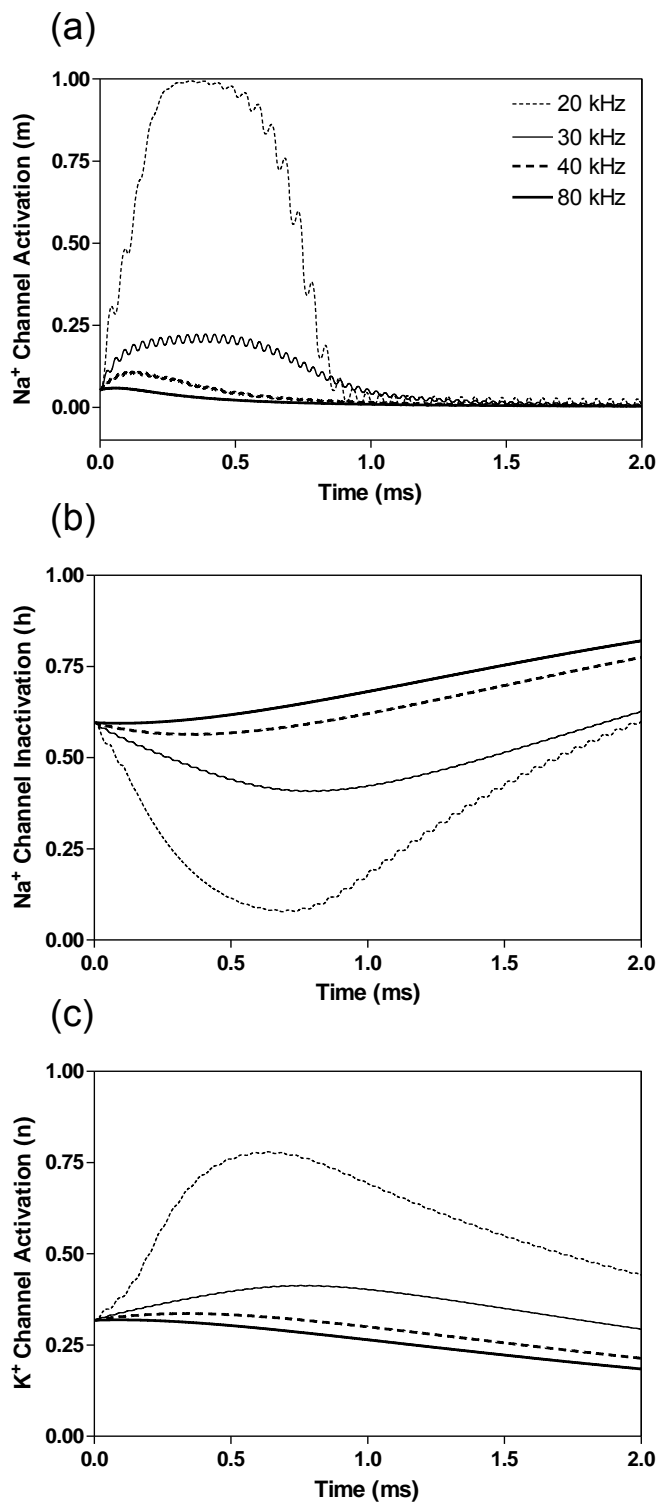 (a)
1.00
0.75
0.50
0.25
0.00
Na⁺ Channel Activation (m)
20 kHz
30 kHz
40 kHz
80 kHz
0.0 0.5 1.0 1.5 2.0
Time (ms)
(b)
1.00
0.75
0.50
0.25
0.00
Na⁺ Channel Inactivation (h)
0.0 0.5 1.0 1.5 2.0
Time (ms)
(c)
1.00
0.75
0.50
0.25
0.00
K⁺ Channel Activation (n)
0.0 0.5 1.0 1.5 2.0
Time (ms)